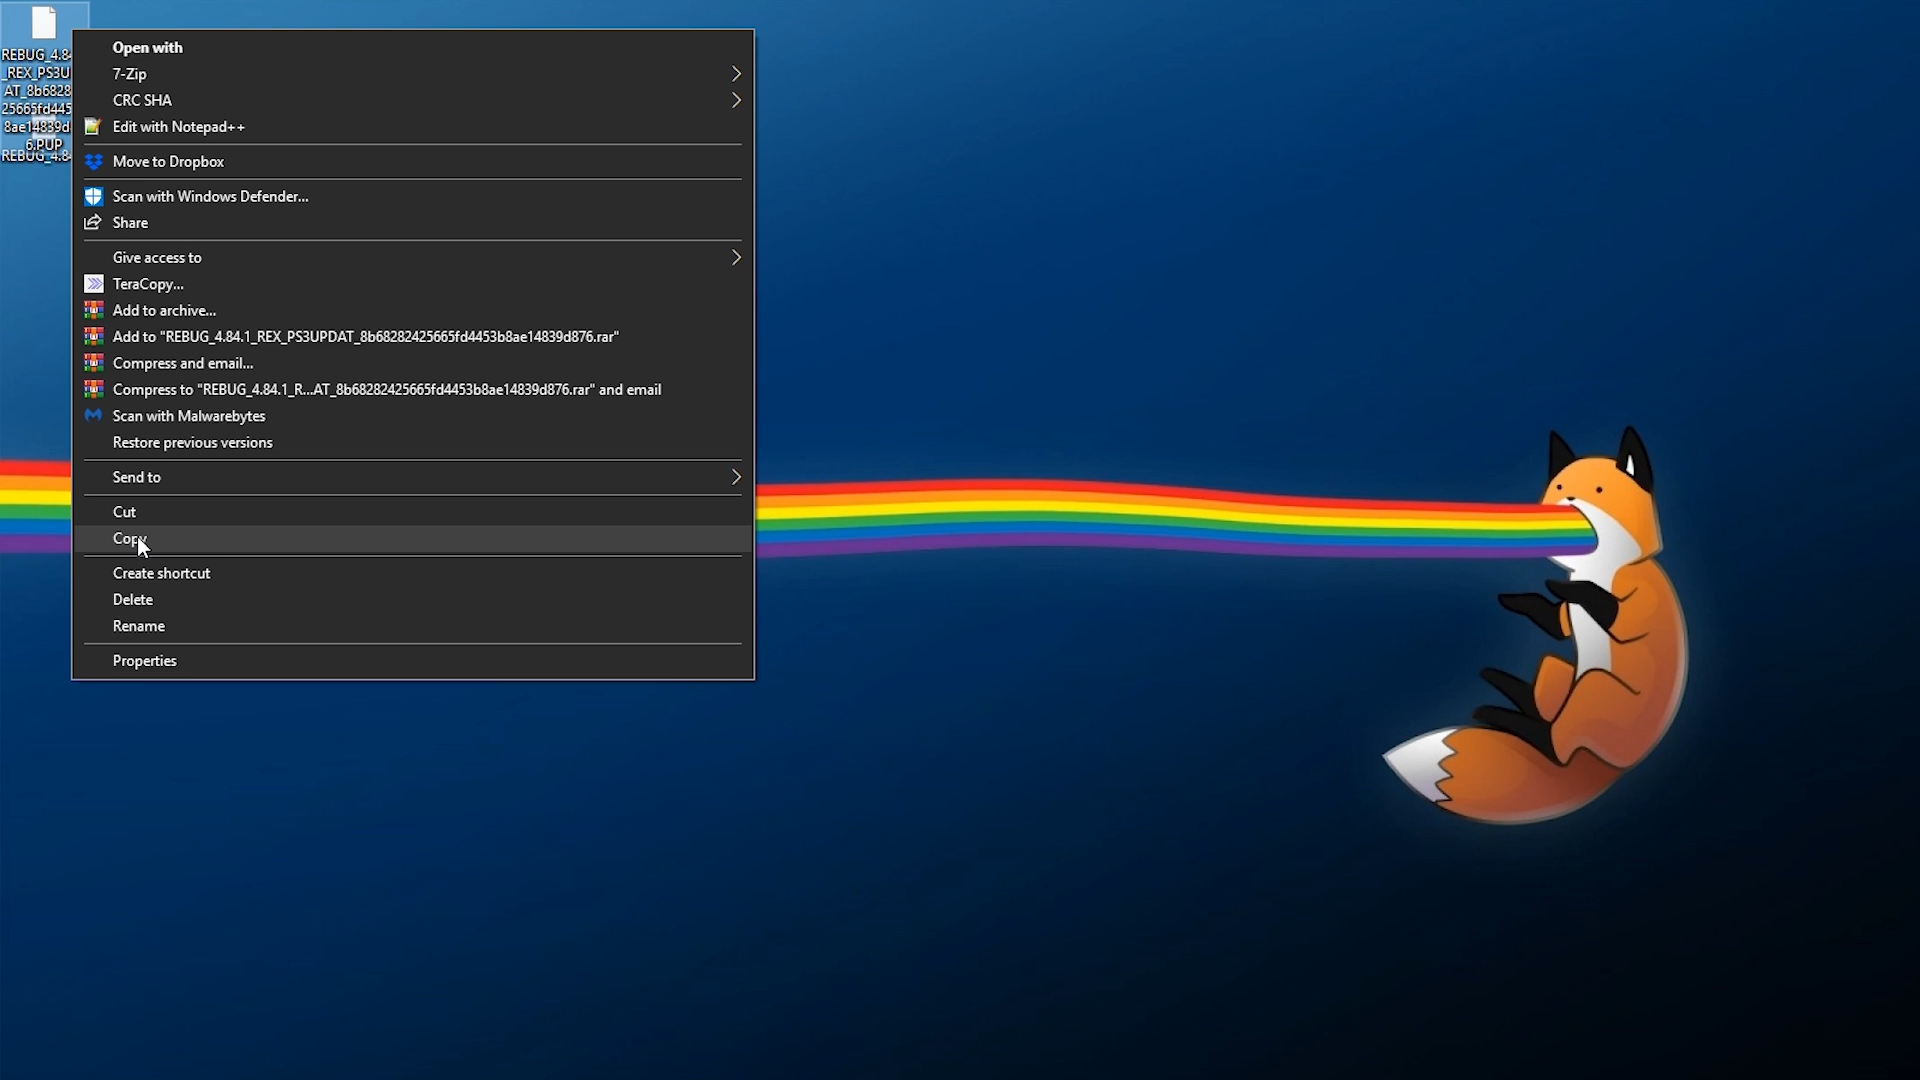 REBUG_4.84
_REX_PS3U
AT_8b6828
25665fd445
8ae14839d
6.PUP
REBUG_4.84
Open with
7-Zip
CRC SHA
Edit with Notepad++
Move to Dropbox
Scan with Windows Defender...
Share
Give access to
TeraCopy...
Add to archive...
Add to "REBUG_4.84.1_REX_PS3UPDAT_8b68282425665fd4453b8ae14839d876.rar"
Compress and email...
Compress to "REBUG_4.84.1_R...AT_8b68282425665fd4453b8ae14839d876.rar" and email
Scan with Malwarebytes
Restore previous versions
Send to
Cut
Copy
Create shortcut
Delete
Rename
Properties